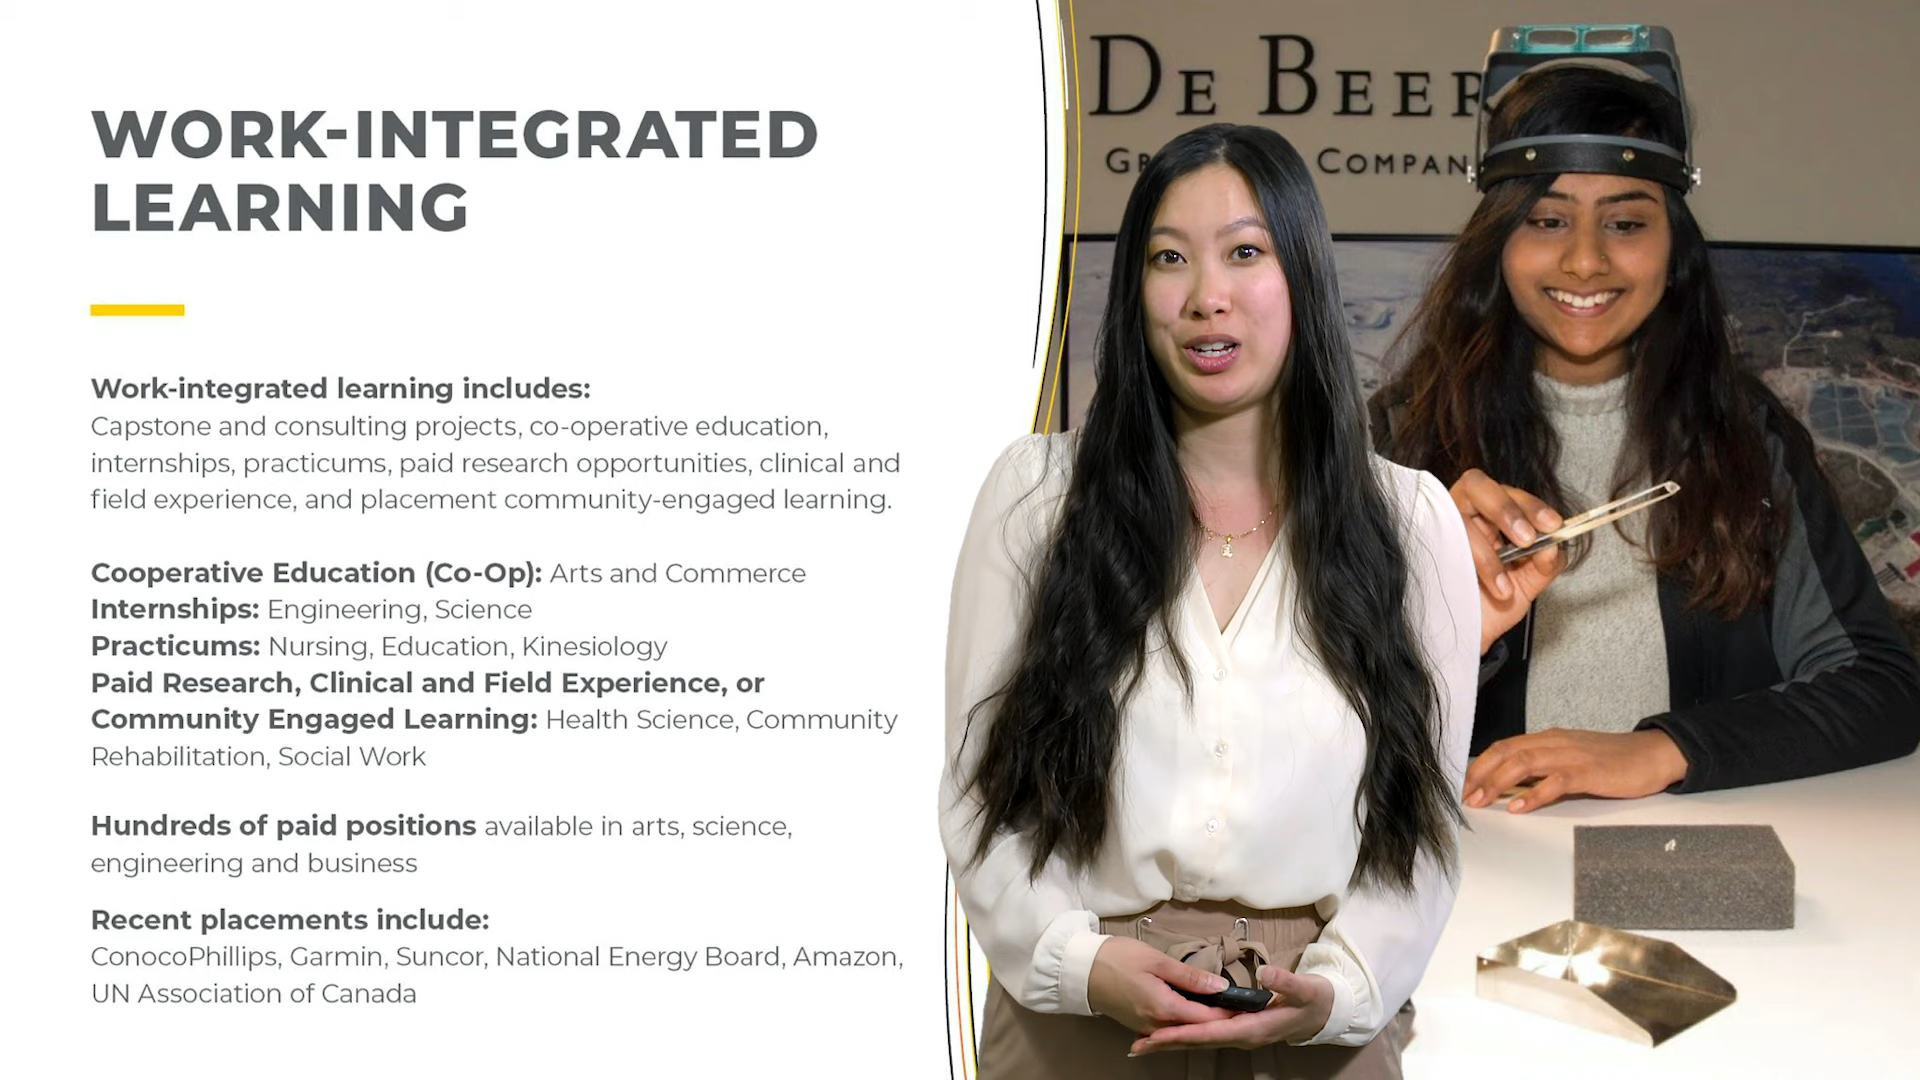 WORK-INTEGRATED
LEARNING
Work-integrated learning includes:
Capstone and consulting projects, co-operative education,
internships, practicums, paid research opportunities, clinical and
field experience, and placement community-engaged learning.
Cooperative Education (Co-Op): Arts and Commerce
Internships: Engineering, Science
Practicums: Nursing, Education, Kinesiology
Paid Research, Clinical and Field Experience, or
Community Engaged Learning: Health Science, Community
Rehabilitation, Social Work
Hundreds of paid positions available in arts, science,
engineering and business
Recent placements include:
ConocoPhillips, Garmin, Suncor, National Energy Board, Amazon,
UN Association of Canada
DE BEER
COMPAN